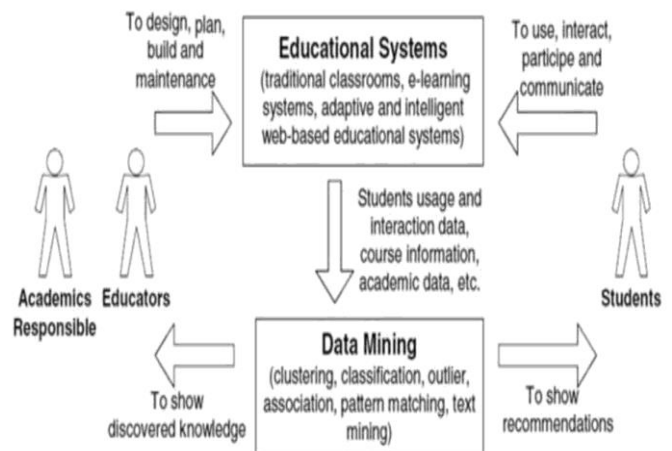 To design, plan,
build and
maintenance
Educational Systems
(traditional classrooms, e-learning
systems, adaptive and intelligent
web-based educational systems)
To use, interact,
participe and
communicate
Students usage and
interaction data,
course information,
academic data, etc.
Academics
Responsible
Educators
Students
Data Mining
(clustering, classification, outlier,
association, pattern matching, text
mining)
To show
discovered knowledge
To show
recommendations